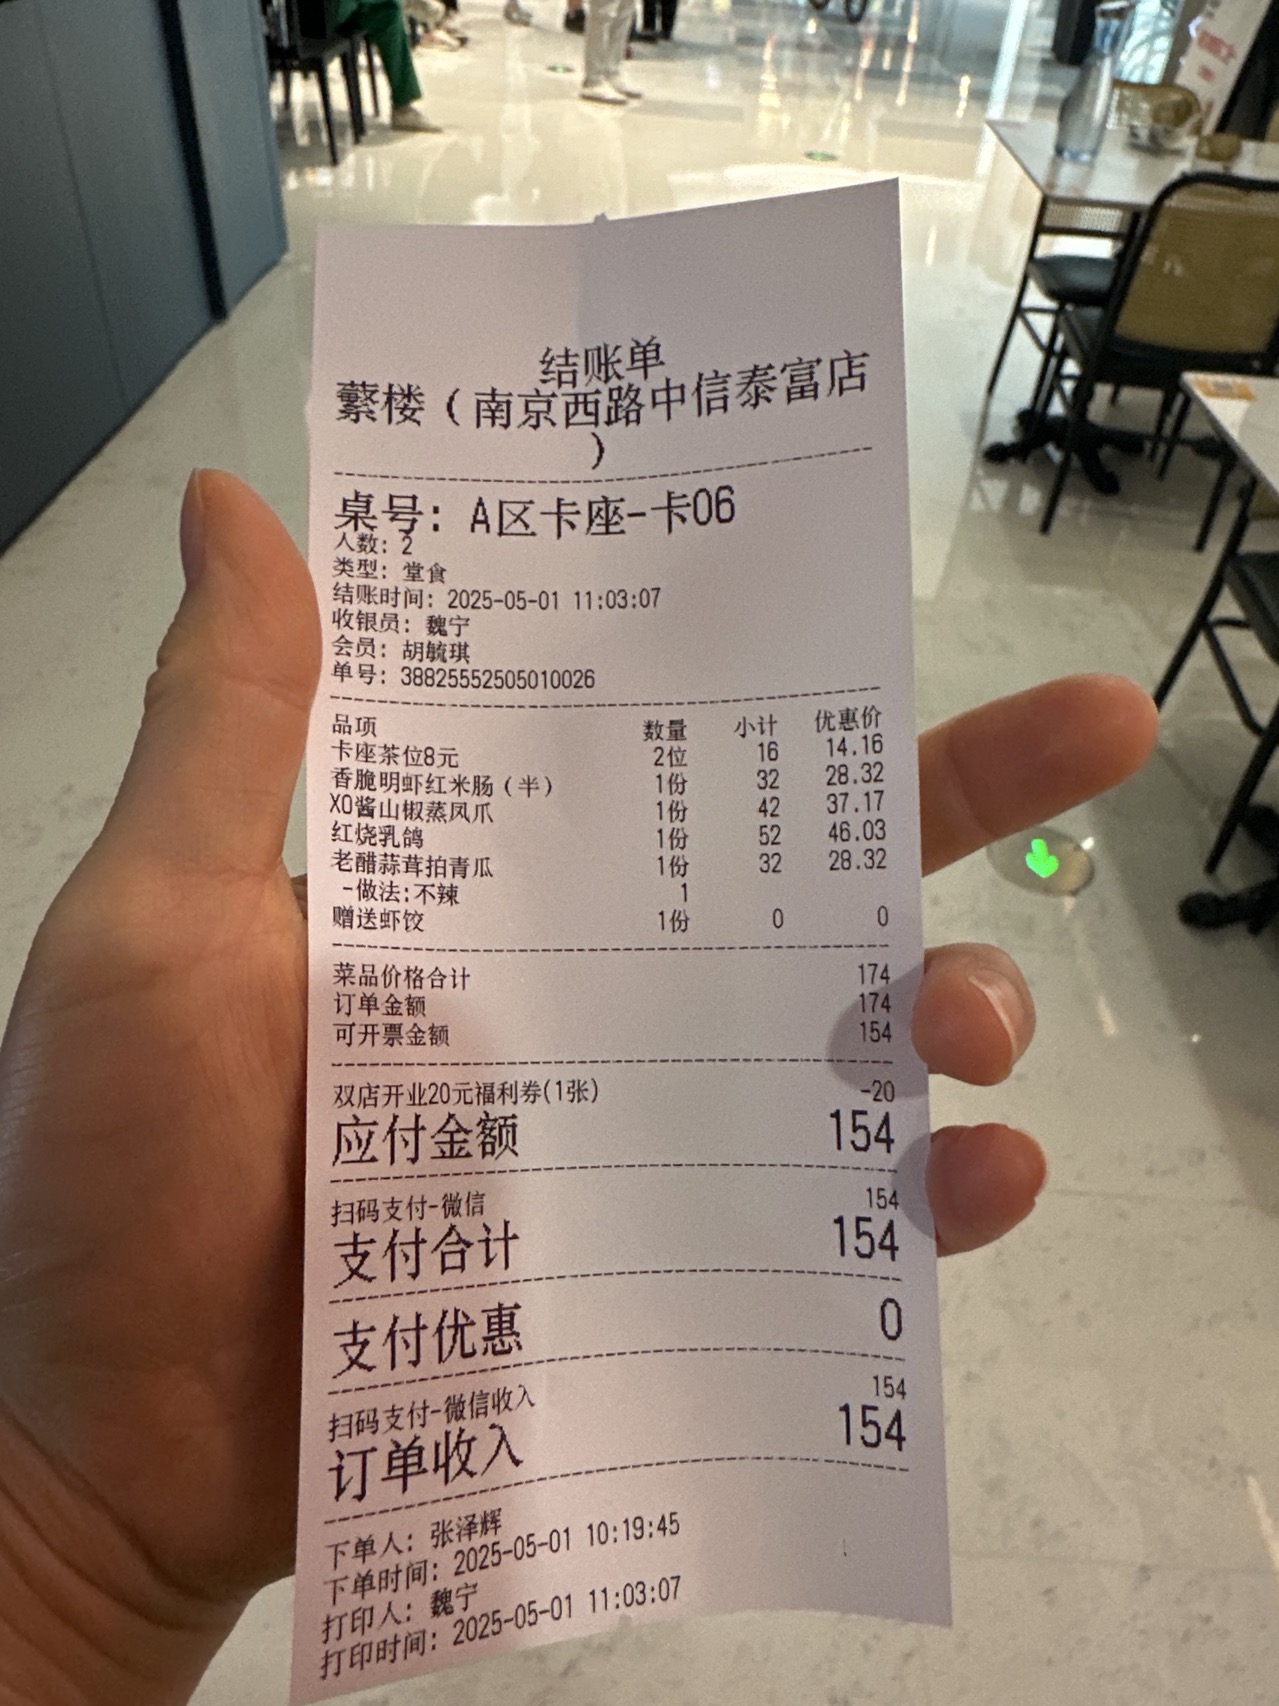 结账单
蘩楼（南京西路中信泰富店
）
桌号：A区卡座-卡06
人数：2
类型：堂食
结账时间：2025-05-01 11:03:07
收银员：魏宁
会员：胡毓琪
单号：38825552505010026
品项 数量 小计 优惠价
卡座茶位8元 2位 16 14.16
香脆明虾红米肠（半） 1份 32 28.32
XO酱山椒蒸凤爪 1份 42 37.17
红烧乳鸽 1份 52 46.03
老醋蒜茸拍青瓜 1份 32 28.32
-做法:不辣 1
赠送虾饺 1份 0 0
菜品价格合计 174
订单金额 174
可开票金额 154
双店开业20元福利券(1张) -20
应付金额 154
扫码支付-微信 154
支付合计 154
支付优惠 0
扫码支付-微信收入 154
订单收入 154
下单人：张泽辉
下单时间：2025-05-01 10:19:45
打印人：魏宁
打印时间：2025-05-01 11:03:07